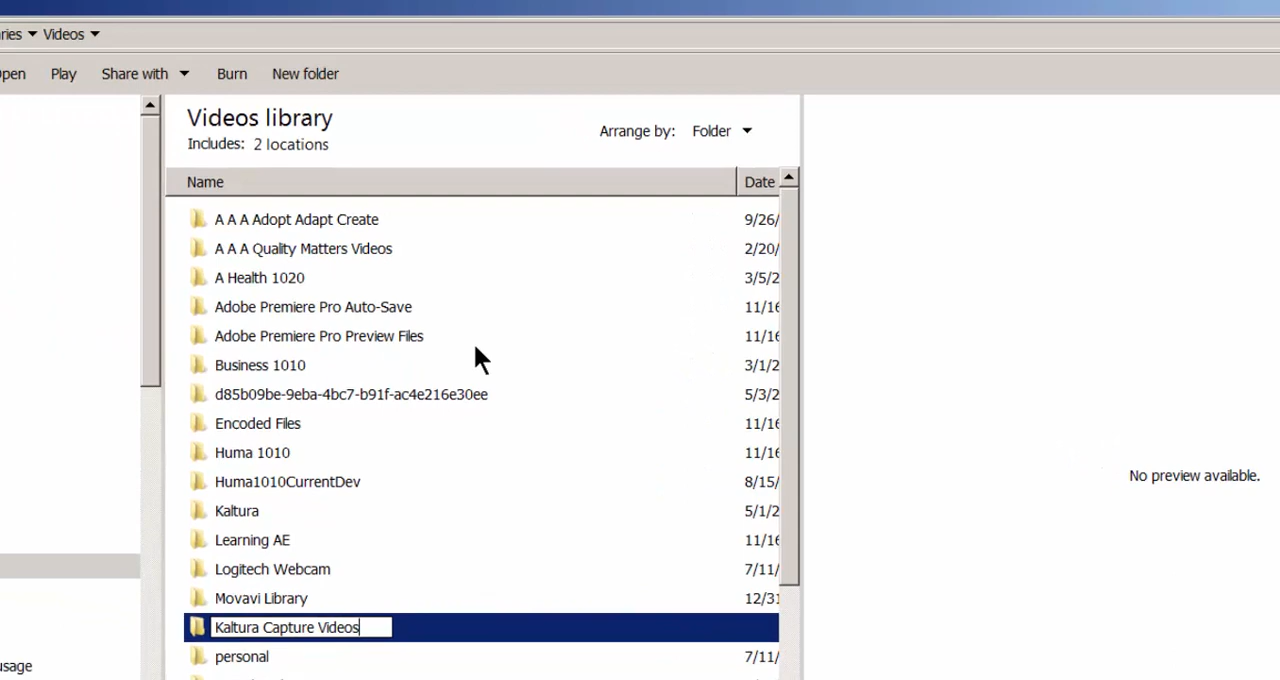 ries Videos
Open Play Share with Burn New folder
Videos library
Includes: 2 locations
Arrange by: Folder
Name Date
A A A Adopt Adapt Create 9/26/
A A A Quality Matters Videos 2/20/
A Health 1020 3/5/2
Adobe Premiere Pro Auto-Save 11/16
Adobe Premiere Pro Preview Files 11/16
Business 1010 3/1/2
d85b09be-9eba-4bc7-b91f-ac4e216e30ee 5/3/2
Encoded Files 11/16
Huma 1010 11/16
Huma1010CurrentDev 8/15/
Kaltura 5/1/2
Learning AE 11/16
Logitech Webcam 7/11/
Movavi Library 12/31
Kaltura Capture Videos
personal 7/11/
No preview available.
usage